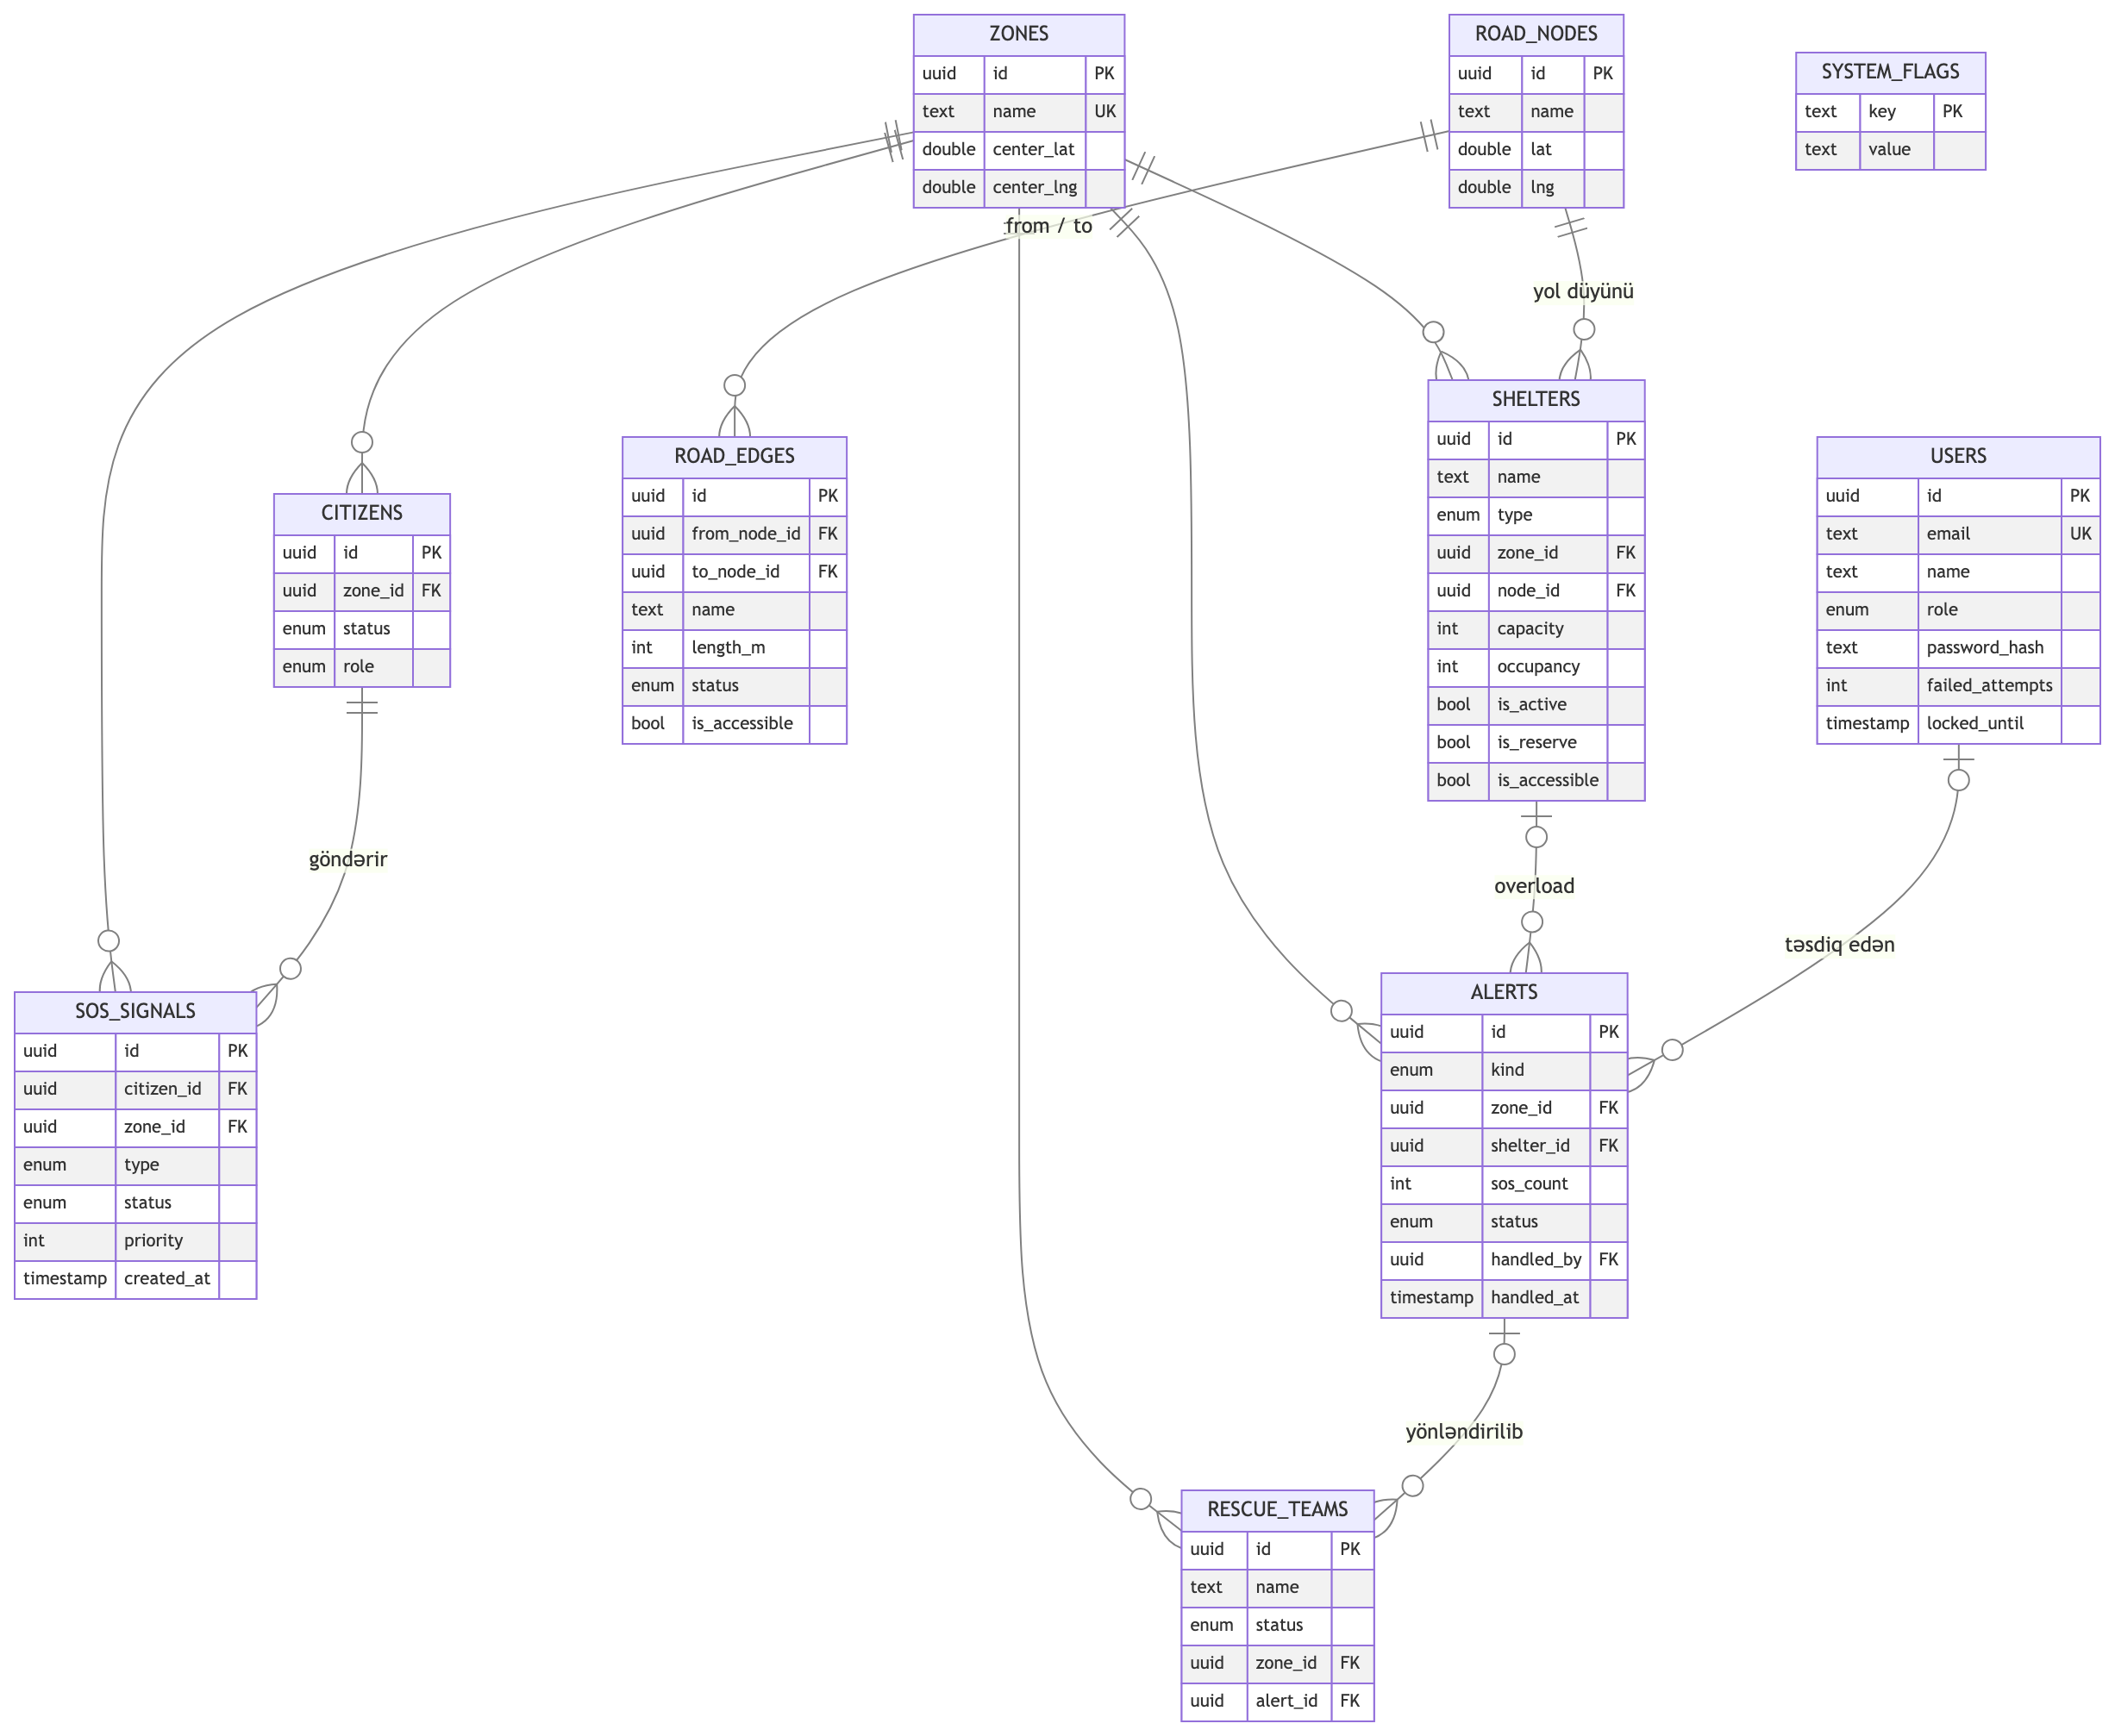 ZONES
uuid id PK
text name UK
double center_lat
double center_lng
ROAD_NODES
uuid id PK
text name
double lat
double lng
SYSTEM_FLAGS
text key PK
text value
from / to
yol düyünü
SHELTERS
uuid id PK
text name
enum type
uuid zone_id FK
uuid node_id FK
int capacity
int occupancy
bool is_active
bool is_reserve
bool is_accessible
ROAD_EDGES
uuid id PK
uuid from_node_id FK
uuid to_node_id FK
text name
int length_m
enum status
bool is_accessible
USERS
uuid id PK
text email UK
text name
enum role
text password_hash
int failed_attempts
timestamp locked_until
CITIZENS
uuid id PK
uuid zone_id FK
enum status
enum role
göndərir
overload
təsdiq edən
SOS_SIGNALS
uuid id PK
uuid citizen_id FK
uuid zone_id FK
enum type
enum status
int priority
timestamp created_at
ALERTS
uuid id PK
enum kind
uuid zone_id FK
uuid shelter_id FK
int sos_count
enum status
uuid handled_by FK
timestamp handled_at
yönləndirilib
RESCUE_TEAMS
uuid id PK
text name
enum status
uuid zone_id FK
uuid alert_id FK